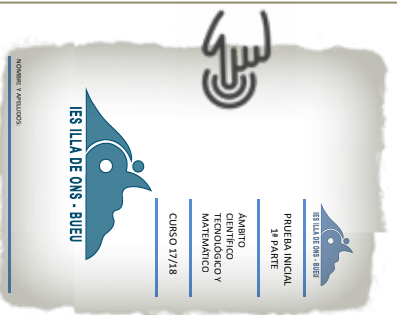 IES ILLA DE ONS - BUEU
PRUEBA INICIAL
1ª PARTE
ÁMBITO
CIENTÍFICO
TECNOLÓGICO Y
MATEMÁTICO
CURSO 17/18
IES ILLA DE ONS - BUEU
NOMBRE Y APELLIDOS: